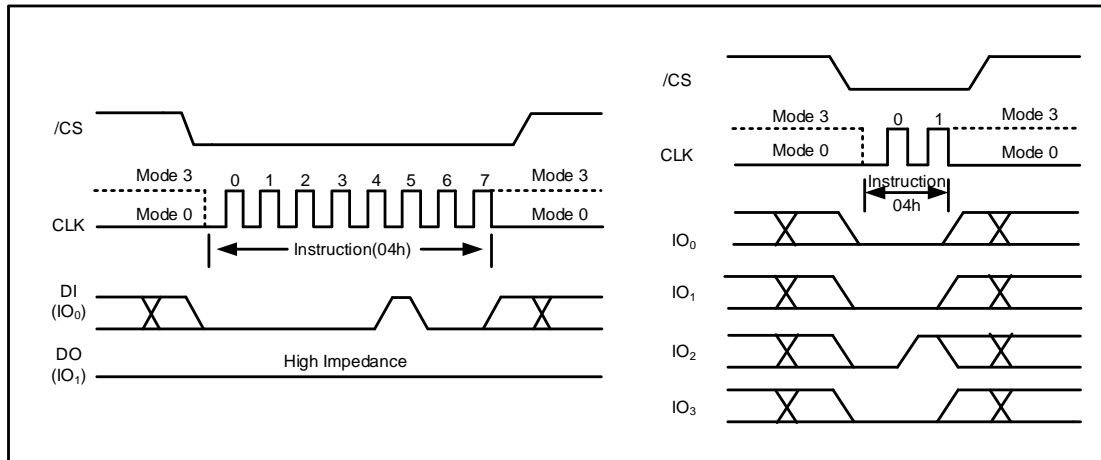 /CS
Mode 3 0 1 2 3 4 5 6 7 Mode 3
CLK Mode 0 Mode 0
Instruction(04h)
DI
(IO0)
DO
(IO1)
High Impedance
/CS
Mode 3 0 1 Mode 3
CLK Mode 0 Mode 0
Instruction
04h
IO0
IO1
IO2
IO3